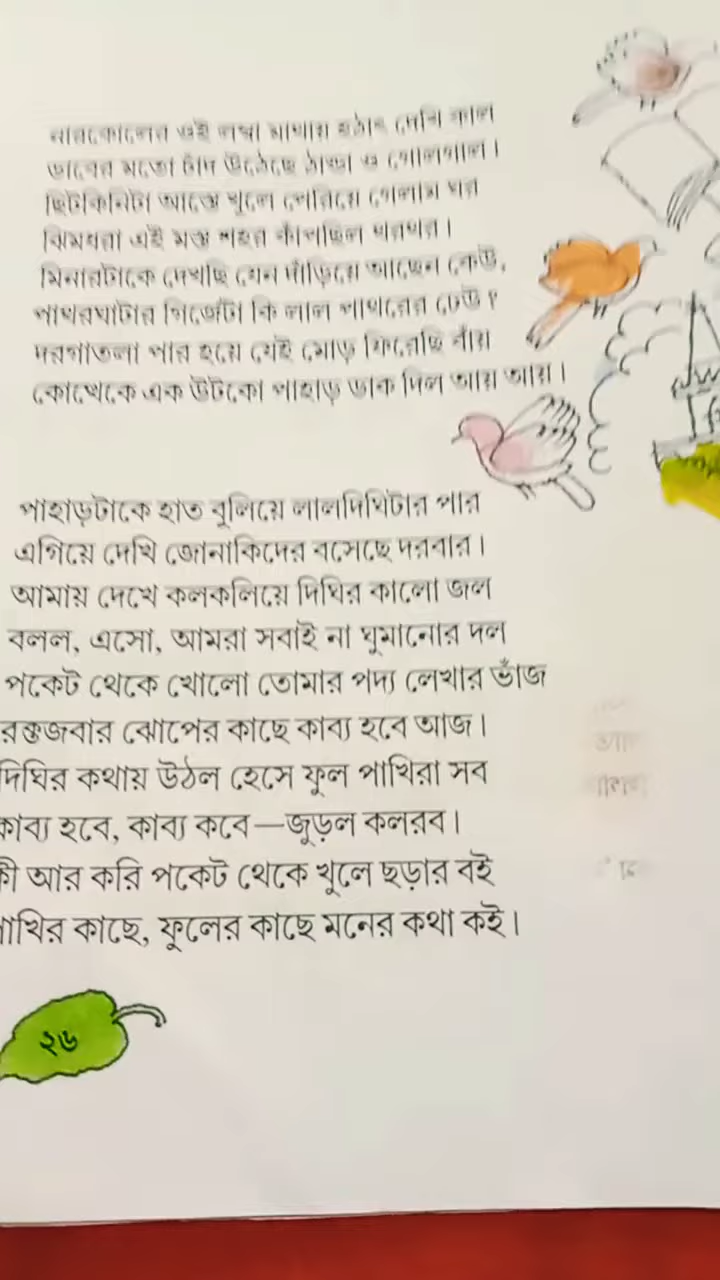 নারকোলের ওই লম্বা মাথায় হঠাৎ দেখি কাল
ডাবের মতো চাঁদ উঠেছে ঠান্ডা ও গোলগাল।
ছিটকিনিটা আস্তে খুলে পেরিয়ে গেলাম ঘর
ঝিমধরা এই মস্ত শহর কাঁপছিল থরথর।
মিনারটাকে দেখছি যেন দাঁড়িয়ে আছেন কেউ,
পাথরঘাটার গির্জেটা কি লাল পাথরের ঢেউ?
দরগাতলা পার হয়ে যেই মোড় ফিরেছি বাঁয়
কোত্থেকে এক উটকো পাহাড় ডাক দিল আয় আয়।
পাহাড়টাকে হাত বুলিয়ে লালদিঘিটার পার
এগিয়ে দেখি জোনাকিদের বসেছে দরবার।
আমায় দেখে কলকলিয়ে দিঘির কালো জল
বলল, এসো, আমরা সবাই না ঘুমানোর দল
পকেট থেকে খোলো তোমার পদ্য লেখার ভাঁজ
রক্তজবার ঝোপের কাছে কাব্য হবে আজ।
দিঘির কথায় উঠল হেসে ফুল পাখিরা সব
কাব্য হবে, কাব্য কবে—জুড়ল কলরব।
কী আর করি পকেট থেকে খুলে ছড়ার বই
পাখির কাছে, ফুলের কাছে মনের কথা কই।
২৬